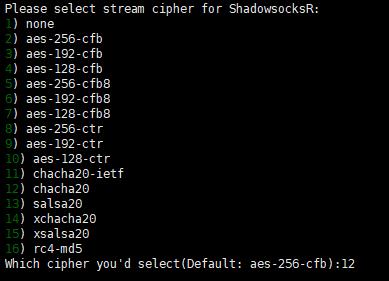 Please select stream cipher for ShadowsocksR:
1) none
2) aes-256-cfb
3) aes-192-cfb
4) aes-128-cfb
5) aes-256-cfb8
6) aes-192-cfb8
7) aes-128-cfb8
8) aes-256-ctr
9) aes-192-ctr
10) aes-128-ctr
11) chacha20-ietf
12) chacha20
13) salsa20
14) xchacha20
15) xsalsa20
16) rc4-md5
Which cipher you'd select(Default: aes-256-cfb):12